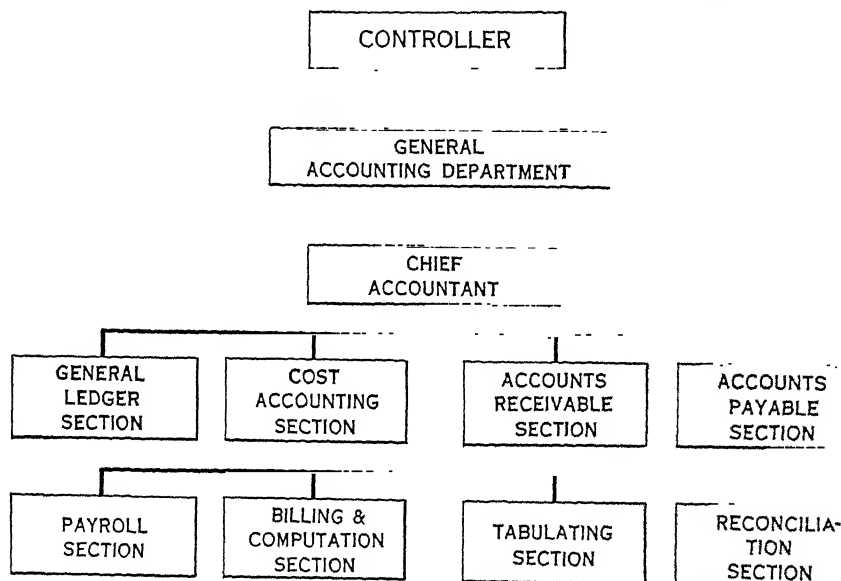 CONTROLLER
GENERAL
ACCOUNTING DEPARTMENT
CHIEF
ACCOUNTANT
GENERAL
LEDGER
SECTION
COST
ACCOUNTING
SECTION
ACCOUNTS
RECEIVABLE
SECTION
ACCOUNTS
PAYABLE
SECTION
PAYROLL
SECTION
BILLING &
COMPUTATION
SECTION
TABULATING
SECTION
RECONCILIA-
TION
SECTION